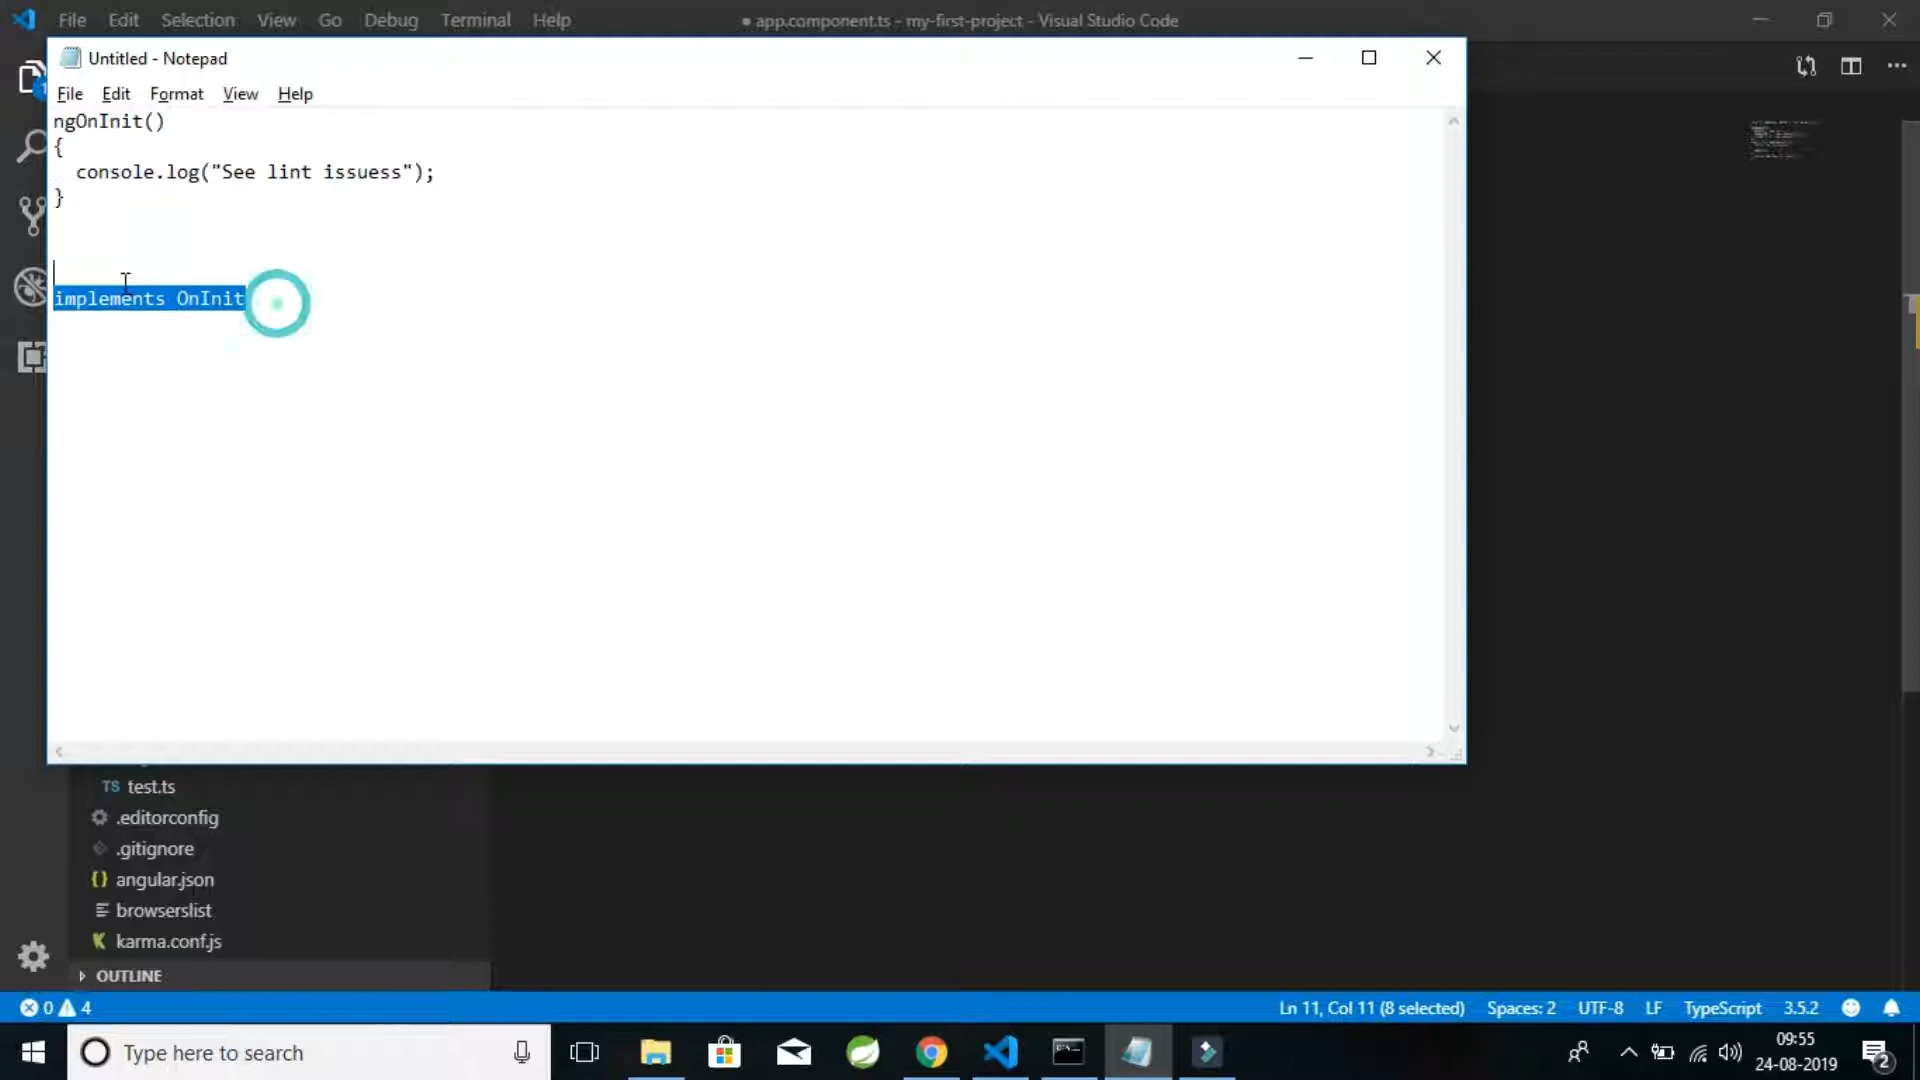 File Edit Selection View Go Debug Terminal Help
● app.component.ts - my-first-project - Visual Studio Code
Untitled - Notepad
File Edit Format View Help
ngOnInit()
{
console.log("See lint issuess");
}
implements OnInit
TS test.ts
.editorconfig
.gitignore
{} angular.json
browserslist
K karma.conf.js
OUTLINE
0 4
Ln 11, Col 11 (8 selected) Spaces: 2 UTF-8 LF TypeScript 3.5.2
Type here to search
09:55
24-08-2019
2